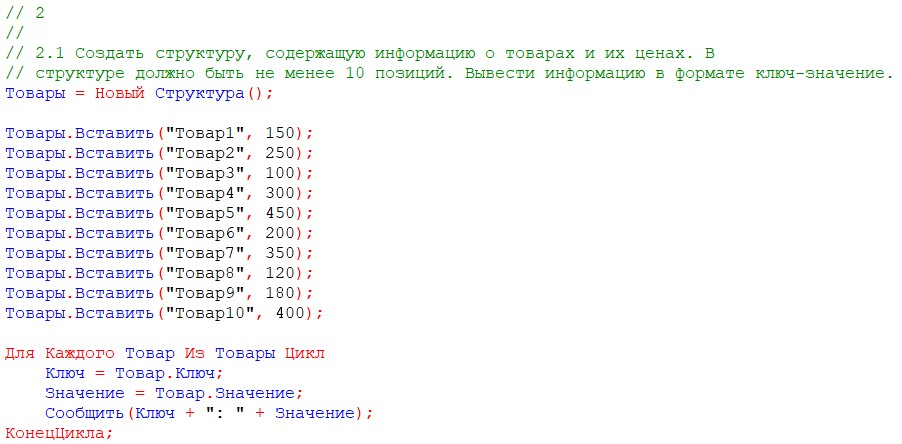 // 2
//
// 2.1 Создать структуру, содержащую информацию о товарах и их ценах. В
// структуре должно быть не менее 10 позиций. Вывести информацию в формате ключ-значение.
Товары = Новый Структура();

Товары.Вставить("Товар1", 150);
Товары.Вставить("Товар2", 250);
Товары.Вставить("Товар3", 100);
Товары.Вставить("Товар4", 300);
Товары.Вставить("Товар5", 450);
Товары.Вставить("Товар6", 200);
Товары.Вставить("Товар7", 350);
Товары.Вставить("Товар8", 120);
Товары.Вставить("Товар9", 180);
Товары.Вставить("Товар10", 400);

Для Каждого Товар Из Товары Цикл
    Ключ = Товар.Ключ;
    Значение = Товар.Значение;
    Сообщить(Ключ + ": " + Значение);
КонецЦикла;